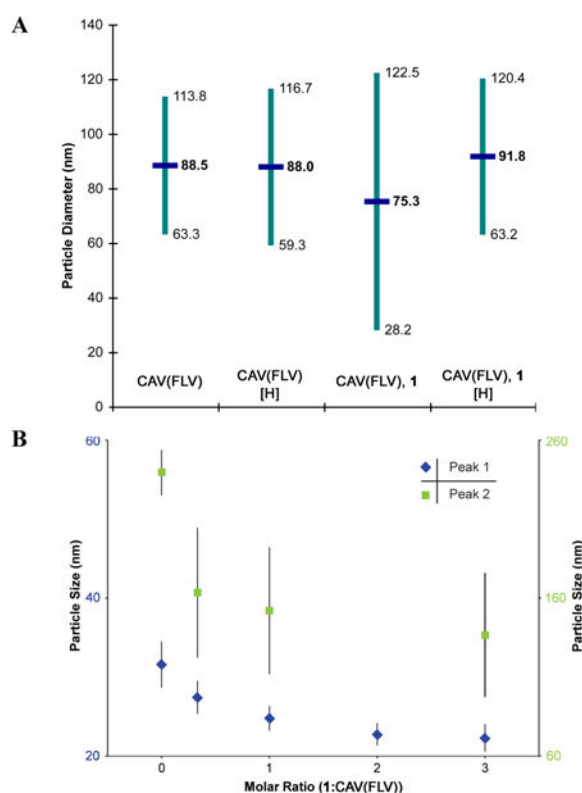 A
Particle Diameter (nm)
140
120
100
80
60
40
20
0
113.8
88.5
63.3
116.7
88.0
59.3
122.5
75.3
28.2
120.4
91.8
63.2
CAV(FLV)
CAV(FLV)
[H]
CAV(FLV), 1
CAV(FLV), 1
[H]
B
Particle Size (nm)
60
40
20
Peak 1
Peak 2
260
160
60
Particle Size (nm)
0 1 2 3
Molar Ratio (1:CAV(FLV))